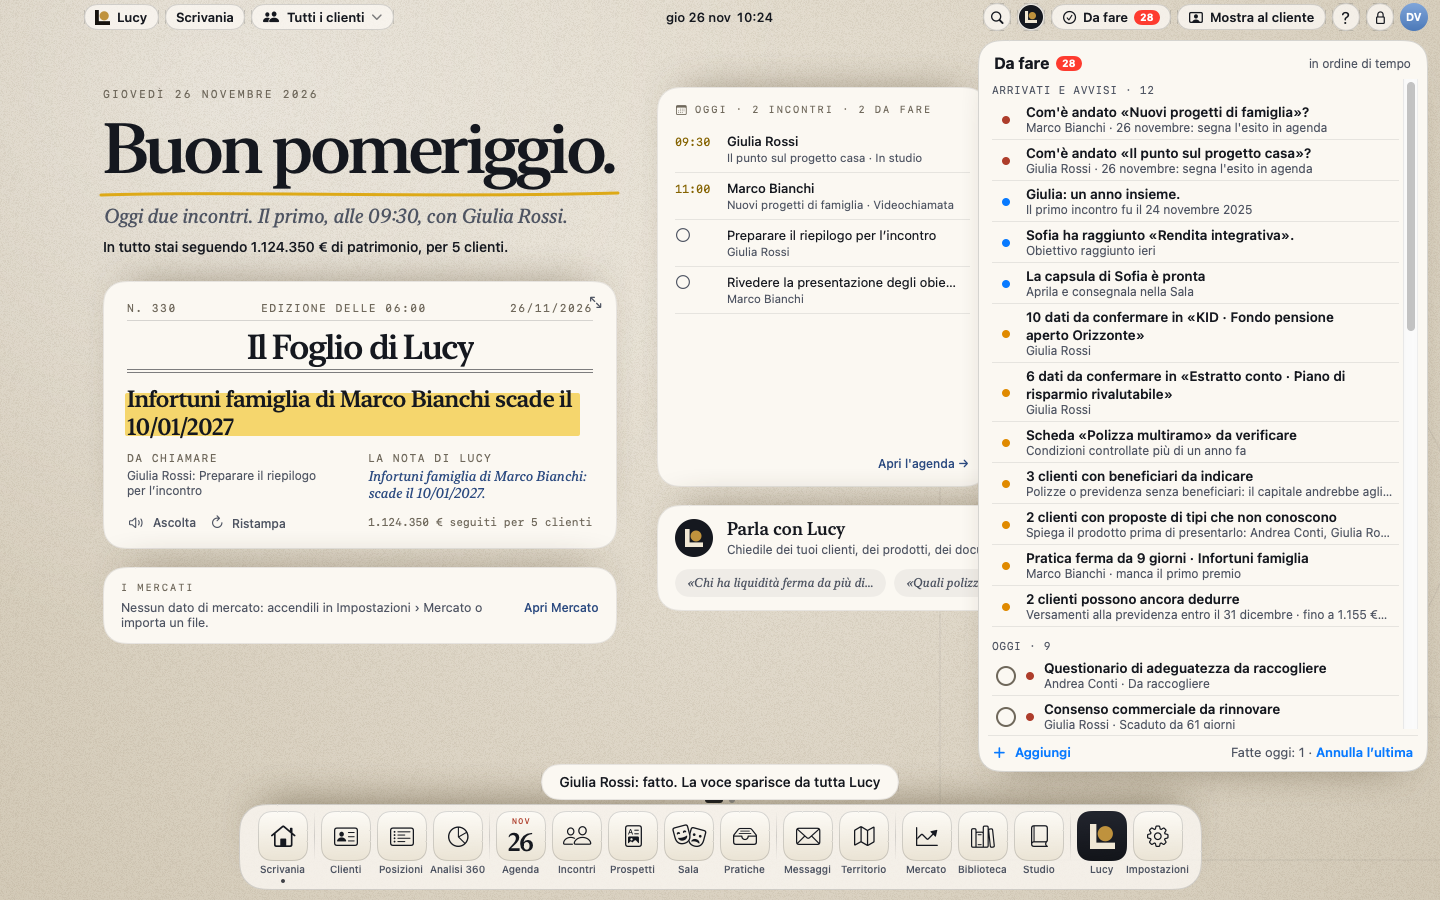 Lucy
Scrivania
Tutti i clienti
gio 26 nov 10:24
Da fare 28
Mostra al cliente
?
DV
GIOVEDÌ 26 NOVEMBRE 2026
Buon pomeriggio.
Oggi due incontri. Il primo, alle 09:30, con Giulia Rossi.
In tutto stai seguendo 1.124.350 € di patrimonio, per 5 clienti.
N. 330 EDIZIONE DELLE 06:00 26/11/2026
Il Foglio di Lucy
Infortuni famiglia di Marco Bianchi scade il
10/01/2027
DA CHIAMARE
Giulia Rossi: Preparare il riepilogo
per l'incontro
LA NOTA DI LUCY
Infortuni famiglia di Marco Bianchi:
scade il 10/01/2027.
Ascolta
Ristampa
1.124.350 € seguiti per 5 clienti
I MERCATI
Nessun dato di mercato: accendili in Impostazioni › Mercato o
importa un file.
Apri Mercato
OGGI · 2 INCONTRI · 2 DA FARE
09:30 Giulia Rossi
Il punto sul progetto casa · In studio
11:00 Marco Bianchi
Nuovi progetti di famiglia · Videochiamata
Preparare il riepilogo per l'incontro
Giulia Rossi
Rivedere la presentazione degli obie...
Marco Bianchi
Apri l'agenda →
Parla con Lucy
Chiedile dei tuoi clienti, dei prodotti, dei docu
«Chi ha liquidità ferma da più di...
«Quali polizz
Da fare 28
in ordine di tempo
ARRIVATI E AVVISI · 12
Com'è andato «Nuovi progetti di famiglia»?
Marco Bianchi · 26 novembre: segna l'esito in agenda
Com'è andato «Il punto sul progetto casa»?
Giulia Rossi · 26 novembre: segna l'esito in agenda
Giulia: un anno insieme.
Il primo incontro fu il 24 novembre 2025
Sofia ha raggiunto «Rendita integrativa».
Obiettivo raggiunto ieri
La capsula di Sofia è pronta
Aprila e consegnala nella Sala
10 dati da confermare in «KID · Fondo pensione
aperto Orizzonte»
Giulia Rossi
6 dati da confermare in «Estratto conto · Piano di
risparmio rivalutabile»
Giulia Rossi
Scheda «Polizza multiramo» da verificare
Condizioni controllate più di un anno fa
3 clienti con beneficiari da indicare
Polizze o previdenza senza beneficiari: il capitale andrebbe agli...
2 clienti con proposte di tipi che non conoscono
Spiega il prodotto prima di presentarlo: Andrea Conti, Giulia Ro...
Pratica ferma da 9 giorni · Infortuni famiglia
Marco Bianchi · manca il primo premio
2 clienti possono ancora dedurre
Versamenti alla previdenza entro il 31 dicembre · fino a 1.155 €...
OGGI · 9
Questionario di adeguatezza da raccogliere
Andrea Conti · Da raccogliere
Consenso commerciale da rinnovare
Giulia Rossi · Scaduto da 61 giorni
Aggiungi
Fatte oggi: 1 · Annulla l'ultima
Giulia Rossi: fatto. La voce sparisce da tutta Lucy
NOV
26
Scrivania
Clienti
Posizioni
Analisi 360
Agenda
Incontri
Prospetti
Sala
Pratiche
Messaggi
Territorio
Mercato
Biblioteca
Studio
Lucy
Impostazioni